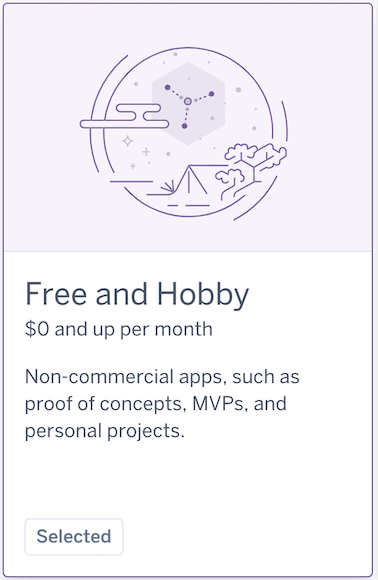 Free and Hobby
$0 and up per month
Non-commercial apps, such as
proof of concepts, MVPs, and
personal projects.
Selected